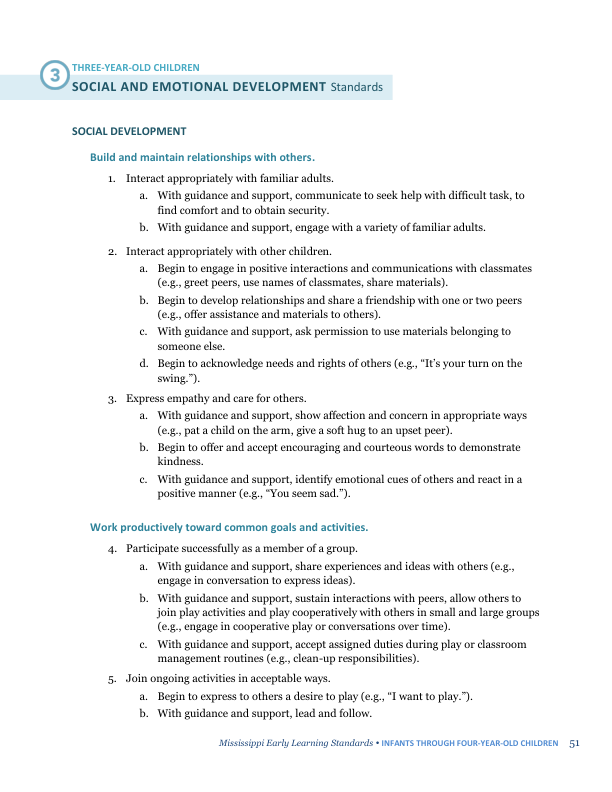 3
THREE-YEAR-OLD CHILDREN
SOCIAL AND EMOTIONAL DEVELOPMENT Standards
SOCIAL DEVELOPMENT
Build and maintain relationships with others.
1. Interact appropriately with familiar adults.
a. With guidance and support, communicate to seek help with difficult task, to
find comfort and to obtain security.
b. With guidance and support, engage with a variety of familiar adults.
2. Interact appropriately with other children.
a. Begin to engage in positive interactions and communications with classmates
(e.g., greet peers, use names of classmates, share materials).
b. Begin to develop relationships and share a friendship with one or two peers
(e.g., offer assistance and materials to others).
c. With guidance and support, ask permission to use materials belonging to
someone else.
d. Begin to acknowledge needs and rights of others (e.g., “It’s your turn on the
swing.”).
3. Express empathy and care for others.
a. With guidance and support, show affection and concern in appropriate ways
(e.g., pat a child on the arm, give a soft hug to an upset peer).
b. Begin to offer and accept encouraging and courteous words to demonstrate
kindness.
c. With guidance and support, identify emotional cues of others and react in a
positive manner (e.g., “You seem sad.”).
Work productively toward common goals and activities.
4. Participate successfully as a member of a group.
a. With guidance and support, share experiences and ideas with others (e.g.,
engage in conversation to express ideas).
b. With guidance and support, sustain interactions with peers, allow others to
join play activities and play cooperatively with others in small and large groups
(e.g., engage in cooperative play or conversations over time).
c. With guidance and support, accept assigned duties during play or classroom
management routines (e.g., clean-up responsibilities).
5. Join ongoing activities in acceptable ways.
a. Begin to express to others a desire to play (e.g., “I want to play.”).
b. With guidance and support, lead and follow.
Mississippi Early Learning Standards • INFANTS THROUGH FOUR-YEAR-OLD CHILDREN 51